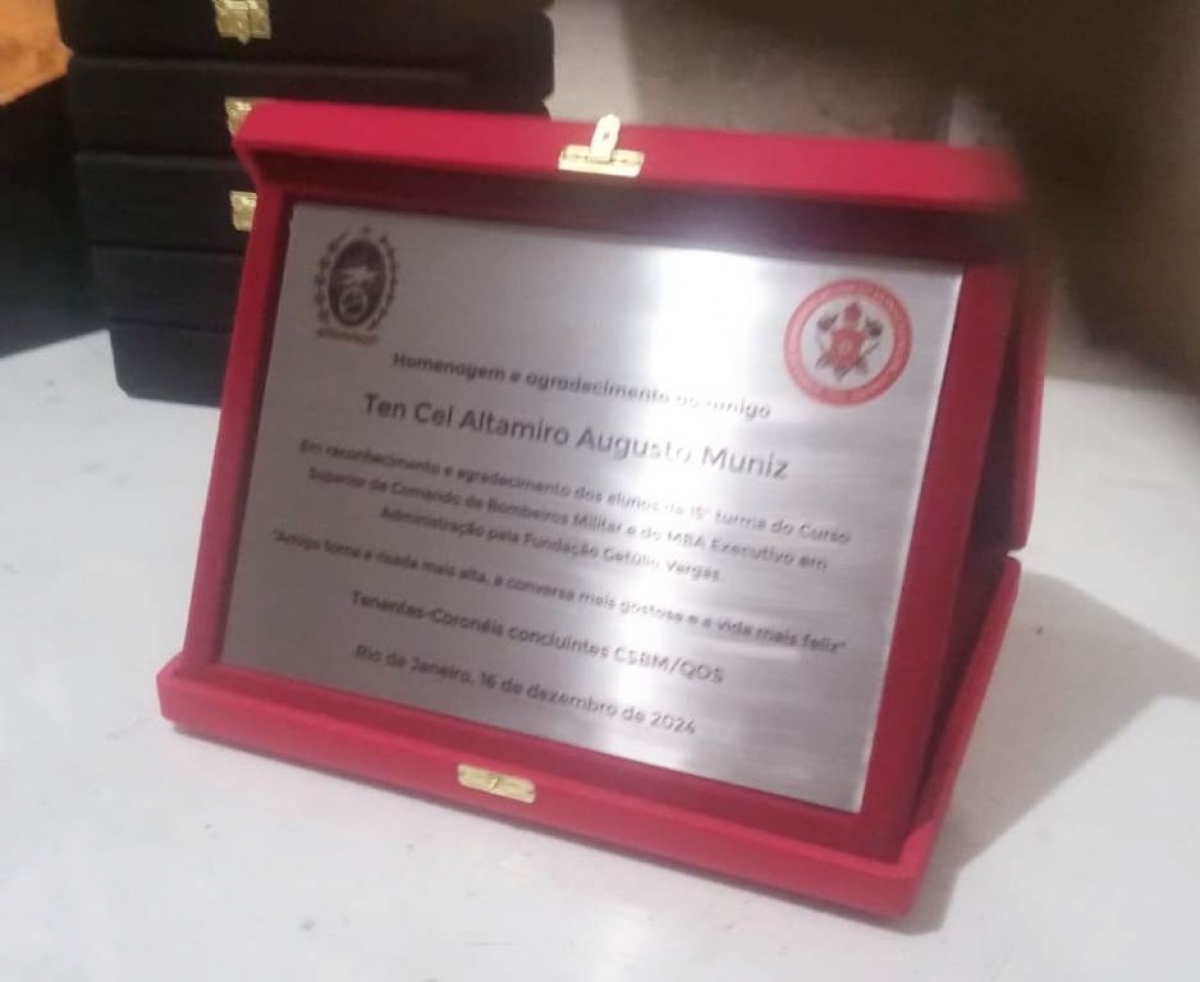 Homenagem e agradecimento ao amigo
Ten Cel Altamiro Augusto Muniz
Em reconhecimento e agradecimento dos alunos da 15ª turma do Curso
Superior de Comando de Bombeiros Militar e do MBA Executivo em
Administração pela Fundação Getúlio Vargas.
"Amigo torna a risada mais alta, a conversa mais gostosa e a vida mais feliz"
Tenentes-Coronéis concluintes CSBM/QOS
Rio de Janeiro, 16 de dezembro de 2024